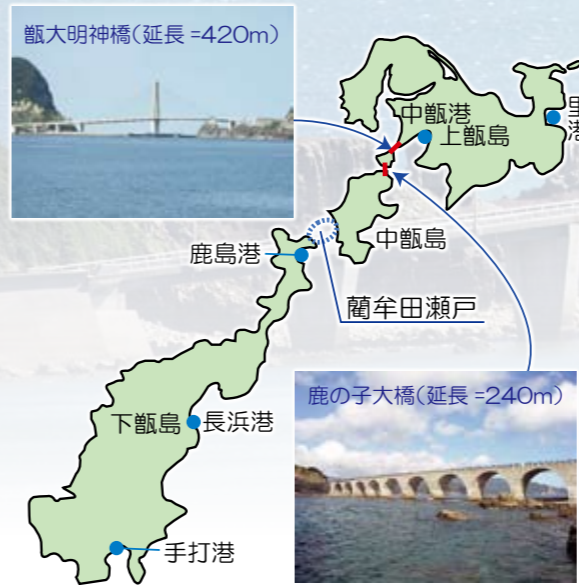 甑大明神橋(延長=420m)
中甑港
上甑島
里
港
中甑島
鹿島港
藺牟田瀬戸
鹿の子大橋(延長=240m)
下甑島
長浜港
手打港